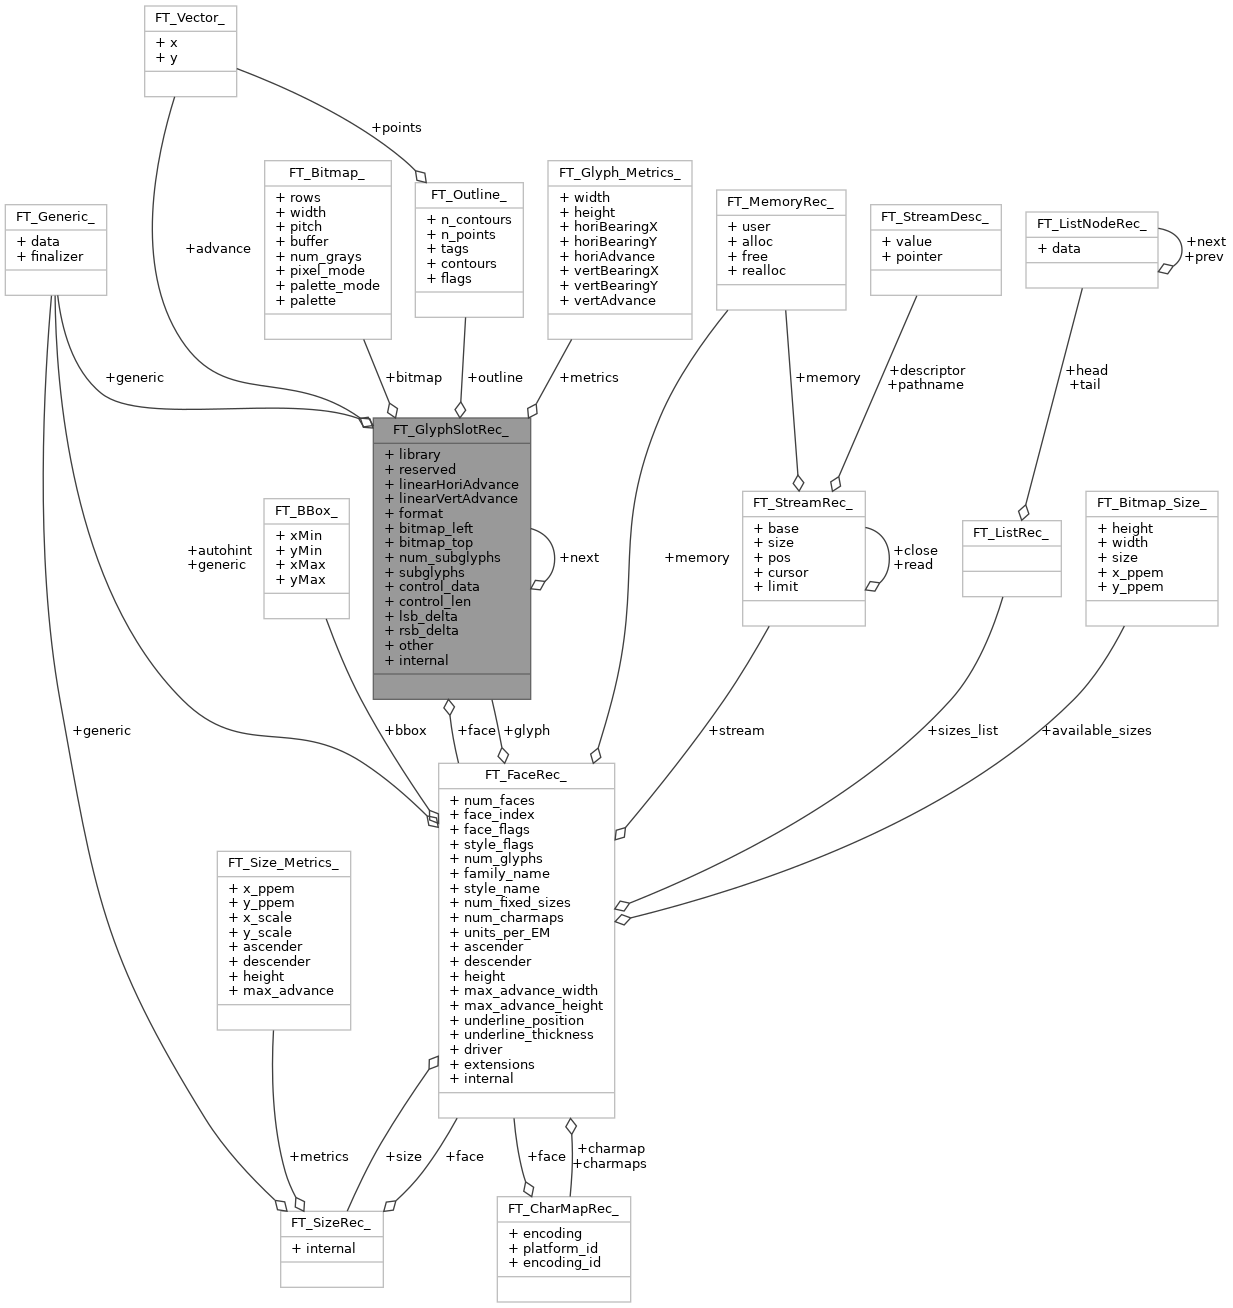 FT_Vector_
+ x
+ y
+points
FT_Bitmap_
+ rows
+ width
+ pitch
+ buffer
+ num_grays
+ pixel_mode
+ palette_mode
+ palette
FT_Outline_
+ n_contours
+ n_points
+ tags
+ contours
+ flags
FT_Glyph_Metrics_
+ width
+ height
+ horiBearingX
+ horiBearingY
+ horiAdvance
+ vertBearingX
+ vertBearingY
+ vertAdvance
FT_MemoryRec_
+ user
+ alloc
+ free
+ realloc
FT_StreamDesc_
+ value
+ pointer
FT_ListNodeRec_
+ data
+next
+prev
FT_Generic_
+ data
+ finalizer
+advance
+generic
+bitmap
+outline
+metrics
+memory
+descriptor
+pathname
+head
+tail
FT_GlyphSlotRec_
+ library
+ reserved
+ linearHoriAdvance
+ linearVertAdvance
+ format
+ bitmap_left
+ bitmap_top
+ num_subglyphs
+ subglyphs
+ control_data
+ control_len
+ lsb_delta
+ rsb_delta
+ other
+ internal
+next
FT_BBox_
+ xMin
+ yMin
+ xMax
+ yMax
+autohint
+generic
+memory
FT_StreamRec_
+ base
+ size
+ pos
+ cursor
+ limit
+close
+read
FT_ListRec_
FT_Bitmap_Size_
+ height
+ width
+ size
+ x_ppem
+ y_ppem
+generic
+bbox
+face
+glyph
+stream
+sizes_list
+available_sizes
FT_FaceRec_
+ num_faces
+ face_index
+ face_flags
+ style_flags
+ num_glyphs
+ family_name
+ style_name
+ num_fixed_sizes
+ num_charmaps
+ units_per_EM
+ ascender
+ descender
+ height
+ max_advance_width
+ max_advance_height
+ underline_position
+ underline_thickness
+ driver
+ extensions
+ internal
FT_Size_Metrics_
+ x_ppem
+ y_ppem
+ x_scale
+ y_scale
+ ascender
+ descender
+ height
+ max_advance
+metrics
+size
+face
+face
+charmap
+charmaps
FT_SizeRec_
+ internal
FT_CharMapRec_
+ encoding
+ platform_id
+ encoding_id